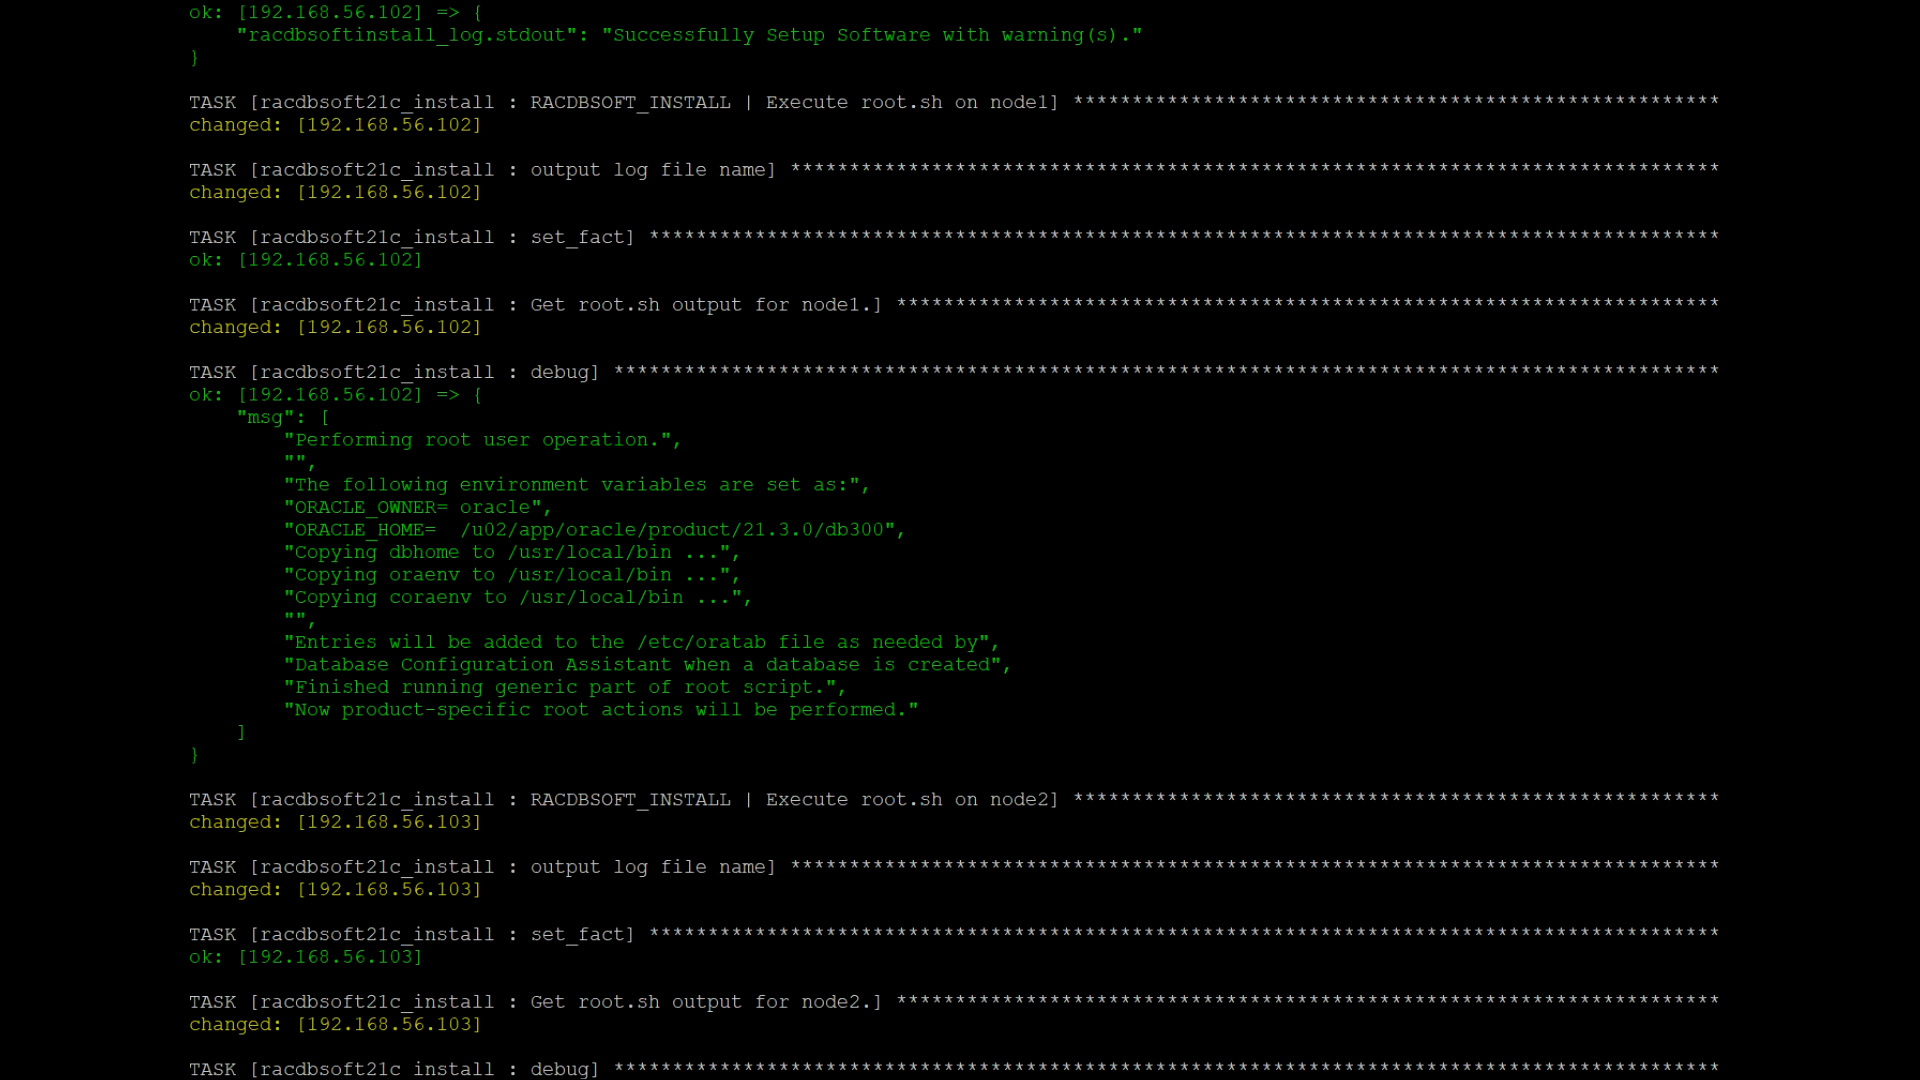 ok: [192.168.56.102] => {
    "racdbsoftinstall_log.stdout": "Successfully Setup Software with warning(s)."
}
TASK [racdbsoft21c_install : RACDBSOFT_INSTALL | Execute root.sh on node1] *******************************************************
changed: [192.168.56.102]
TASK [racdbsoft21c_install : output log file name] *******************************************************************************
changed: [192.168.56.102]
TASK [racdbsoft21c_install : set_fact] *******************************************************************************************
ok: [192.168.56.102]
TASK [racdbsoft21c_install : Get root.sh output for node1.] **********************************************************************
changed: [192.168.56.102]
TASK [racdbsoft21c_install : debug] **********************************************************************************************
ok: [192.168.56.102] => {
    "msg": [
        "Performing root user operation.",
        "",
        "The following environment variables are set as:",
        "ORACLE_OWNER= oracle",
        "ORACLE_HOME=  /u02/app/oracle/product/21.3.0/db300",
        "Copying dbhome to /usr/local/bin ...",
        "Copying oraenv to /usr/local/bin ...",
        "Copying coraenv to /usr/local/bin ...",
        "",
        "Entries will be added to the /etc/oratab file as needed by",
        "Database Configuration Assistant when a database is created",
        "Finished running generic part of root script.",
        "Now product-specific root actions will be performed."
    ]
}
TASK [racdbsoft21c_install : RACDBSOFT_INSTALL | Execute root.sh on node2] *******************************************************
changed: [192.168.56.103]
TASK [racdbsoft21c_install : output log file name] *******************************************************************************
changed: [192.168.56.103]
TASK [racdbsoft21c_install : set_fact] *******************************************************************************************
ok: [192.168.56.103]
TASK [racdbsoft21c_install : Get root.sh output for node2.] **********************************************************************
changed: [192.168.56.103]
TASK [racdbsoft21c_install : debug] **********************************************************************************************